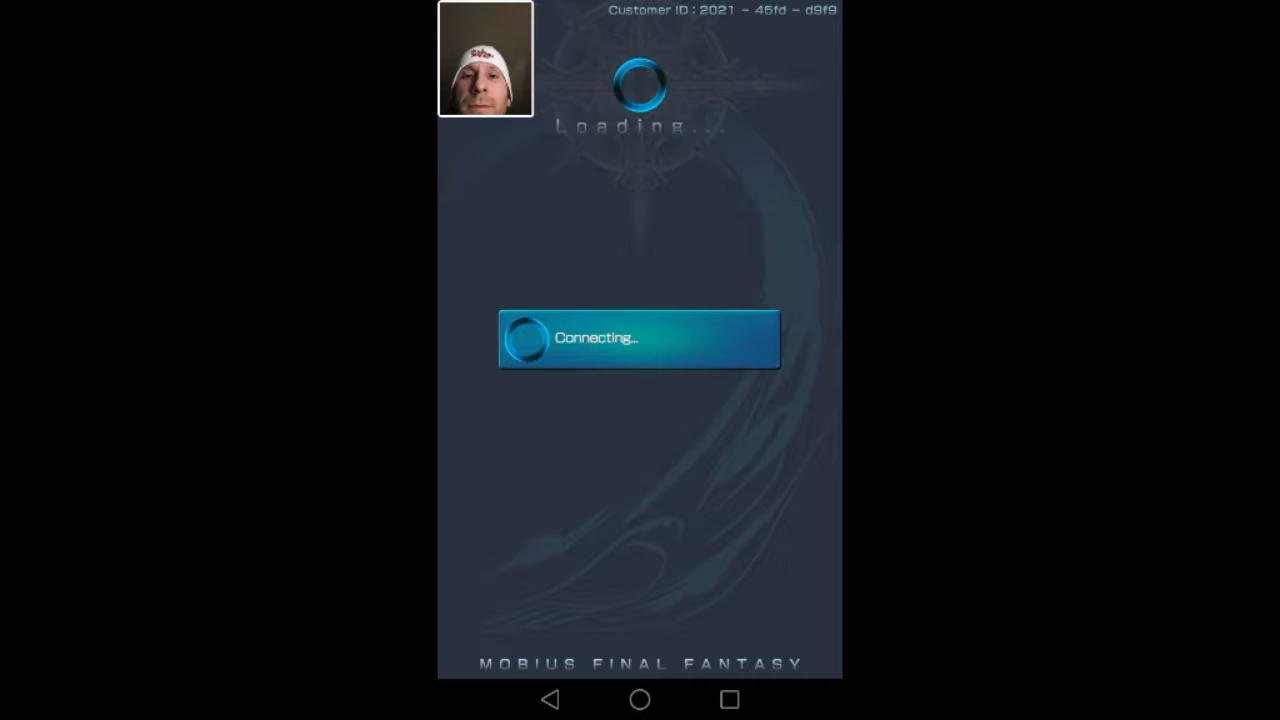 Customer ID : 2021 - 45fd - d9f9
Loading...
Connecting...
MOBIUS FINAL FANTASY